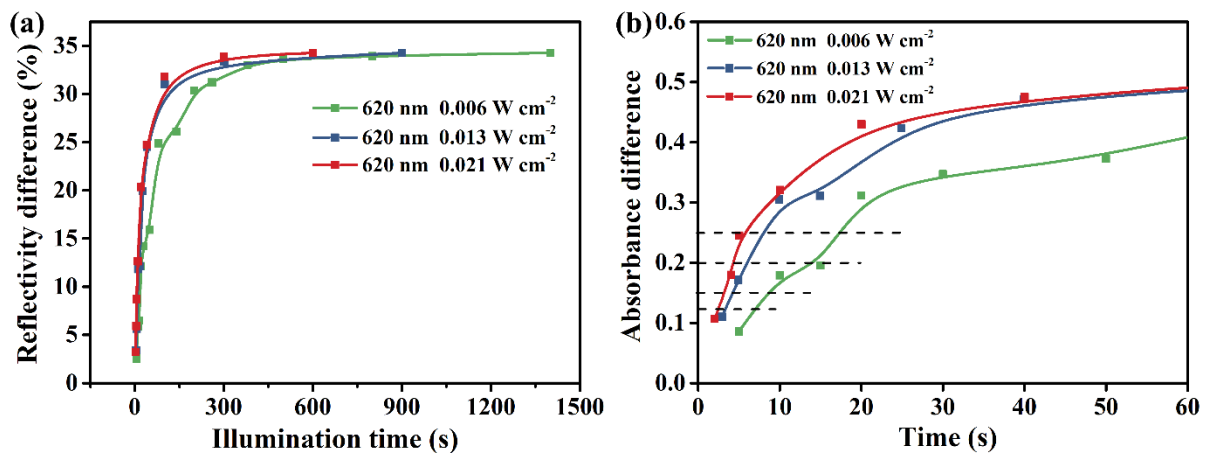 (a)
35
30
25
20
15
10
5
0
Reflectivity difference (%)
620 nm 0.006 W cm-2
620 nm 0.013 W cm-2
620 nm 0.021 W cm-2
0 300 600 900 1200 1500
Illumination time (s)
(b)
0.6
0.5
0.4
0.3
0.2
0.1
0.0
Absorbance difference
620 nm 0.006 W cm-2
620 nm 0.013 W cm-2
620 nm 0.021 W cm-2
0 10 20 30 40 50 60
Time (s)